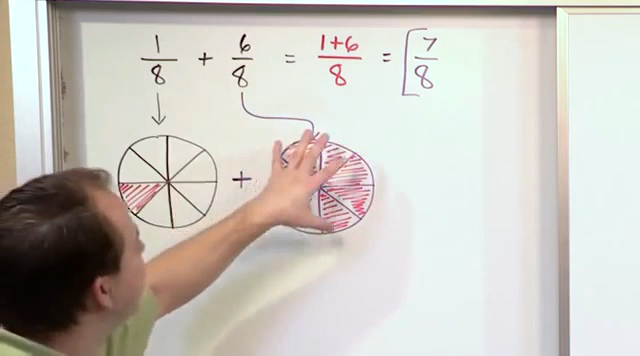 1/8 + 6/8 = 1+6/8 = 7/8
+